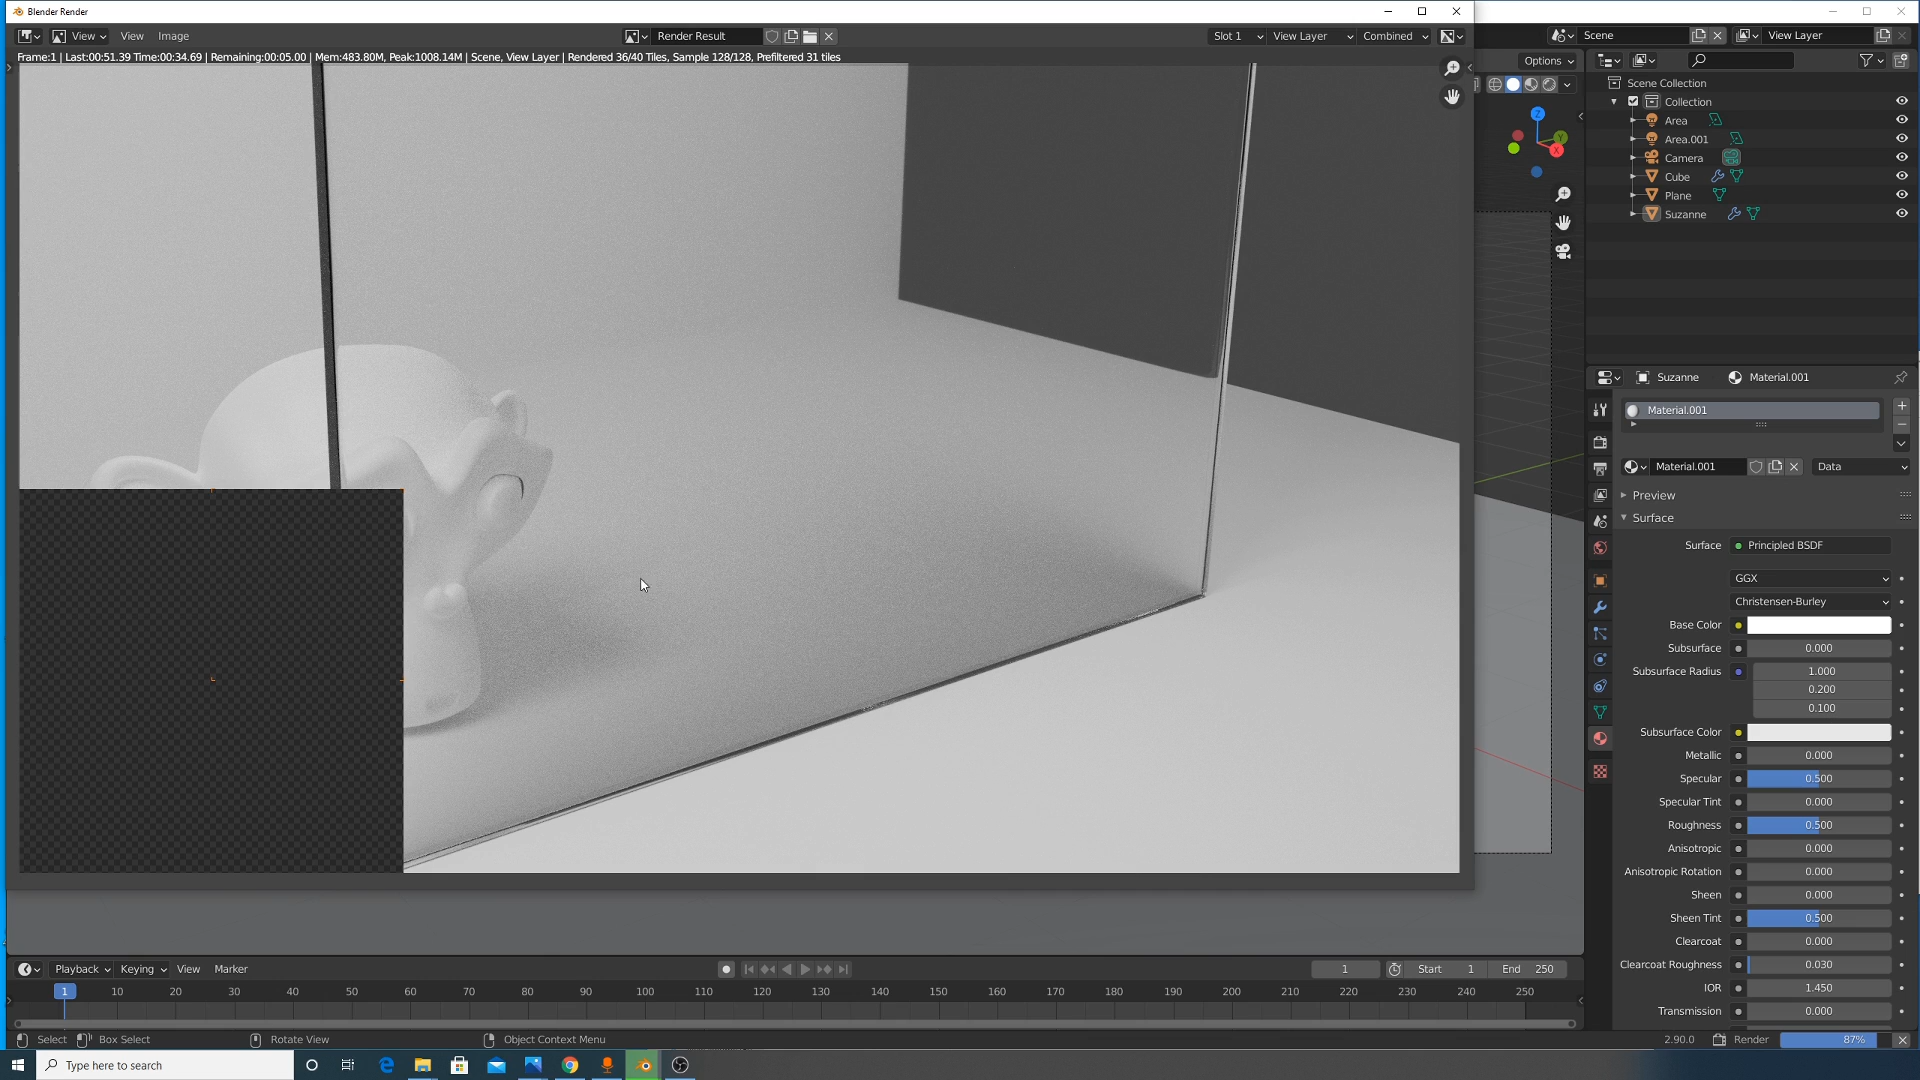 Blender Render
View View Image Render Result Slot 1 View Layer Combined
Frame:1 | Last:00:51.39 Time:00:34.69 | Remaining:00:05.00 | Mem:483.80M, Peak:1008.14M | Scene, View Layer | Rendered 36/40 Tiles, Sample 128/128, Prefiltered 31 tiles
Scene View Layer
Options
Z
Y
X
Scene Collection
Collection
Area
Area.001
Camera
Cube
Plane
Suzanne
Suzanne Material.001
Material.001
Material.001 Data
Preview
Surface
Surface Principled BSDF
GGX
Christensen-Burley
Base Color
Subsurface 0.000
Subsurface Radius 1.000
0.200
0.100
Subsurface Color
Metallic 0.000
Specular 0.500
Specular Tint 0.000
Roughness 0.500
Anisotropic 0.000
Anisotropic Rotation 0.000
Sheen 0.000
Sheen Tint 0.500
Clearcoat 0.000
Clearcoat Roughness 0.030
IOR 1.450
Transmission 0.000
Playback Keying View Marker 1 Start 1 End 250
1 10 20 30 40 50 60 70 80 90 100 110 120 130 140 150 160 170 180 190 200 210 220 230 240 250
Select Box Select Rotate View Object Context Menu 2.90.0 Render 87%
Type here to search